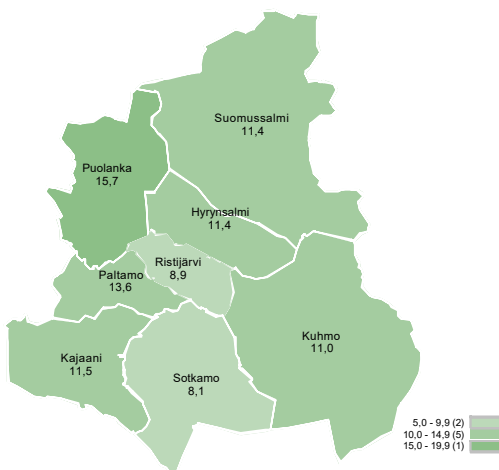 Suomussalmi
11,4
Puolanka
15,7
Hyrynsalmi
11,4
Ristijärvi
8,9
Paltamo
13,6
Kuhmo
11,0
Kajaani
11,5
Sotkamo
8,1
5,0 - 9,9 (2)
10,0 - 14,9 (5)
15,0 - 19,9 (1)